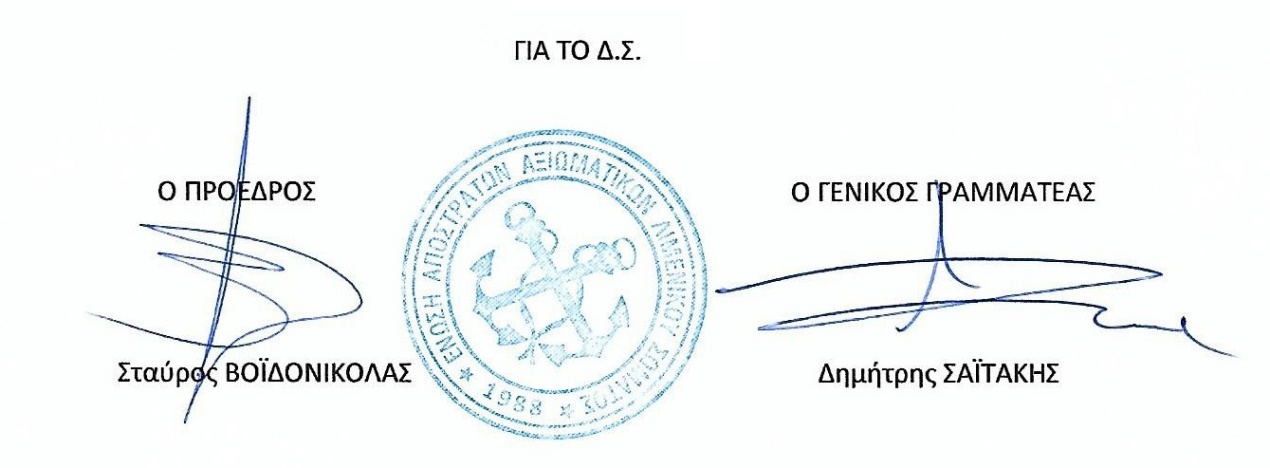 ΓΙΑ ΤΟ Δ.Σ.
Ο ΠΡΟΕΔΡΟΣ
Ο ΓΕΝΙΚΟΣ ΓΡΑΜΜΑΤΕΑΣ
ΕΝΩΣΗ ΑΠΟΣΤΡΑΤΩΝ ΑΞΙΩΜΑΤΙΚΩΝ ΛΙΜΕΝΙΚΟΥ ΣΩΜΑΤΟΣ
* 1988 *
Σταύρος ΒΟΪΔΟΝΙΚΟΛΑΣ
Δημήτρης ΣΑΪΤΑΚΗΣ